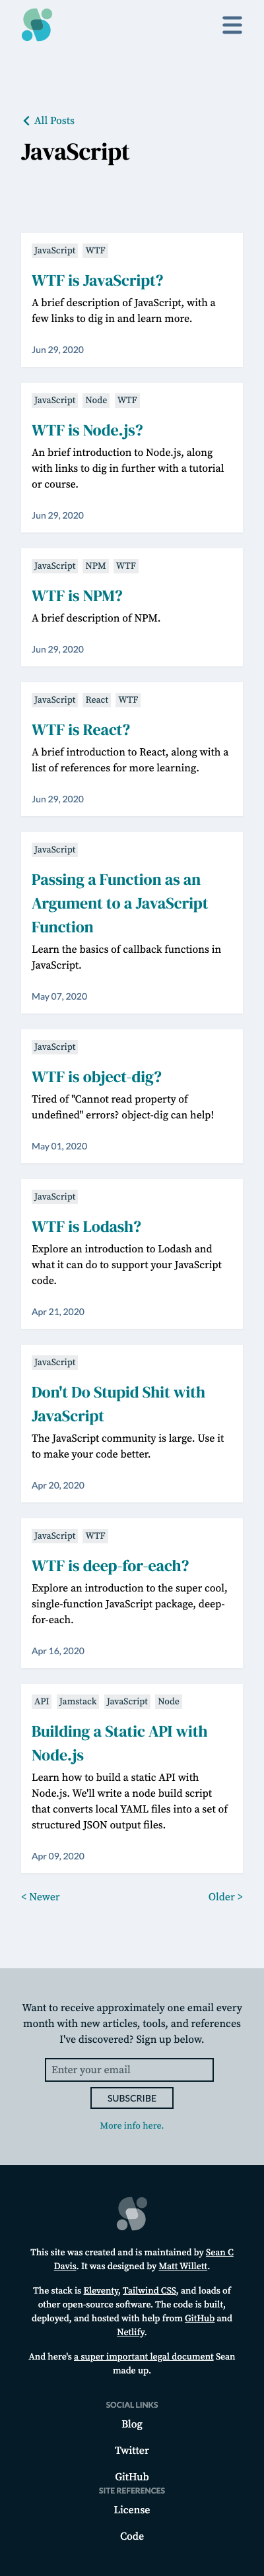 All Posts
JavaScript
JavaScript WTF
WTF is JavaScript?
A brief description of JavaScript, with a
few links to dig in and learn more.
Jun 29, 2020
JavaScript Node WTF
WTF is Node.js?
An brief introduction to Node.js, along
with links to dig in further with a tutorial
or course.
Jun 29, 2020
JavaScript NPM WTF
WTF is NPM?
A brief description of NPM.
Jun 29, 2020
JavaScript React WTF
WTF is React?
A brief introduction to React, along with a
list of references for more learning.
Jun 29, 2020
JavaScript
Passing a Function as an
Argument to a JavaScript
Function
Learn the basics of callback functions in
JavaScript.
May 07, 2020
JavaScript
WTF is object-dig?
Tired of "Cannot read property of
undefined" errors? object-dig can help!
May 01, 2020
JavaScript
WTF is Lodash?
Explore an introduction to Lodash and
what it can do to support your JavaScript
code.
Apr 21, 2020
JavaScript
Don't Do Stupid Shit with
JavaScript
The JavaScript community is large. Use it
to make your code better.
Apr 20, 2020
JavaScript WTF
WTF is deep-for-each?
Explore an introduction to the super cool,
single-function JavaScript package, deep-
for-each.
Apr 16, 2020
API Jamstack JavaScript Node
Building a Static API with
Node.js
Learn how to build a static API with
Node.js. We'll write a node build script
that converts local YAML files into a set of
structured JSON output files.
Apr 09, 2020
< Newer Older >
Want to receive approximately one email every
month with new articles, tools, and references
I've discovered? Sign up below.
Enter your email
SUBSCRIBE
More info here.
This site was created and is maintained by Sean C
Davis. It was designed by Matt Willett.
The stack is Eleventy, Tailwind CSS, and loads of
other open-source software. The code is built,
deployed, and hosted with help from GitHub and
Netlify.
And here's a super important legal document Sean
made up.
SOCIAL LINKS
Blog
Twitter
GitHub
SITE REFERENCES
License
Code